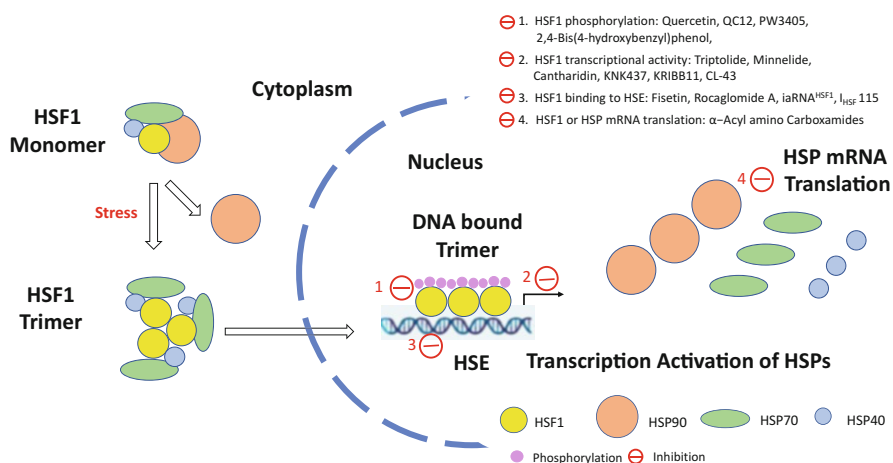 1. HSF1 phosphorylation: Quercetin, QC12, PW3405,
2,4-Bis(4-hydroxybenzyl)phenol,
2. HSF1 transcriptional activity: Triptolide, Minnelide,
Cantharidin, KNK437, KRIBB11, CL-43
3. HSF1 binding to HSE: Fisetin, Rocaglomide A, iaRNAᴴˢᶠ¹, I_HSF 115
4. HSF1 or HSP mRNA translation: α−Acyl amino Carboxamides
Cytoplasm
HSF1
Monomer
Stress
HSF1
Trimer
Nucleus
DNA bound
Trimer
1
2
3
HSE
HSP mRNA
Translation
4
Transcription Activation of HSPs
HSF1
HSP90
HSP70
HSP40
Phosphorylation
Inhibition